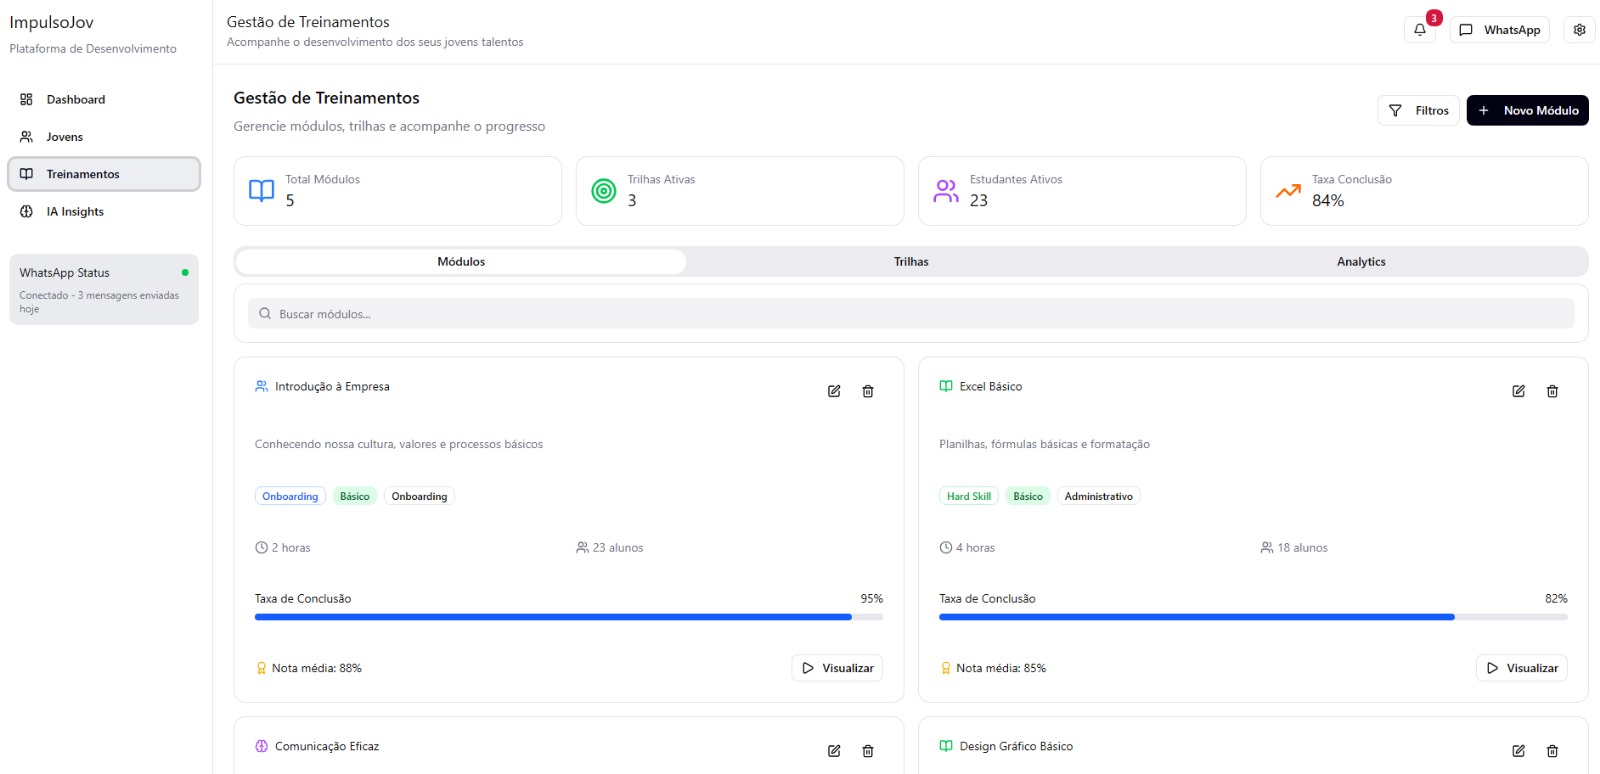 ImpulsoJov
Plataforma de Desenvolvimento
Dashboard
Jovens
Treinamentos
IA Insights
WhatsApp Status
Conectado - 3 mensagens enviadas
hoje
Gestão de Treinamentos
Acompanhe o desenvolvimento dos seus jovens talentos
3
WhatsApp
Gestão de Treinamentos
Gerencie módulos, trilhas e acompanhe o progresso
Filtros
Novo Módulo
Total Módulos
5
Trilhas Ativas
3
Estudantes Ativos
23
Taxa Conclusão
84%
Módulos
Trilhas
Analytics
Buscar módulos...
Introdução à Empresa
Conhecendo nossa cultura, valores e processos básicos
Onboarding Básico Onboarding
2 horas
23 alunos
Taxa de Conclusão 95%
Nota média: 88%
Visualizar
Excel Básico
Planilhas, fórmulas básicas e formatação
Hard Skill Básico Administrativo
4 horas
18 alunos
Taxa de Conclusão 82%
Nota média: 85%
Visualizar
Comunicação Eficaz
Design Gráfico Básico